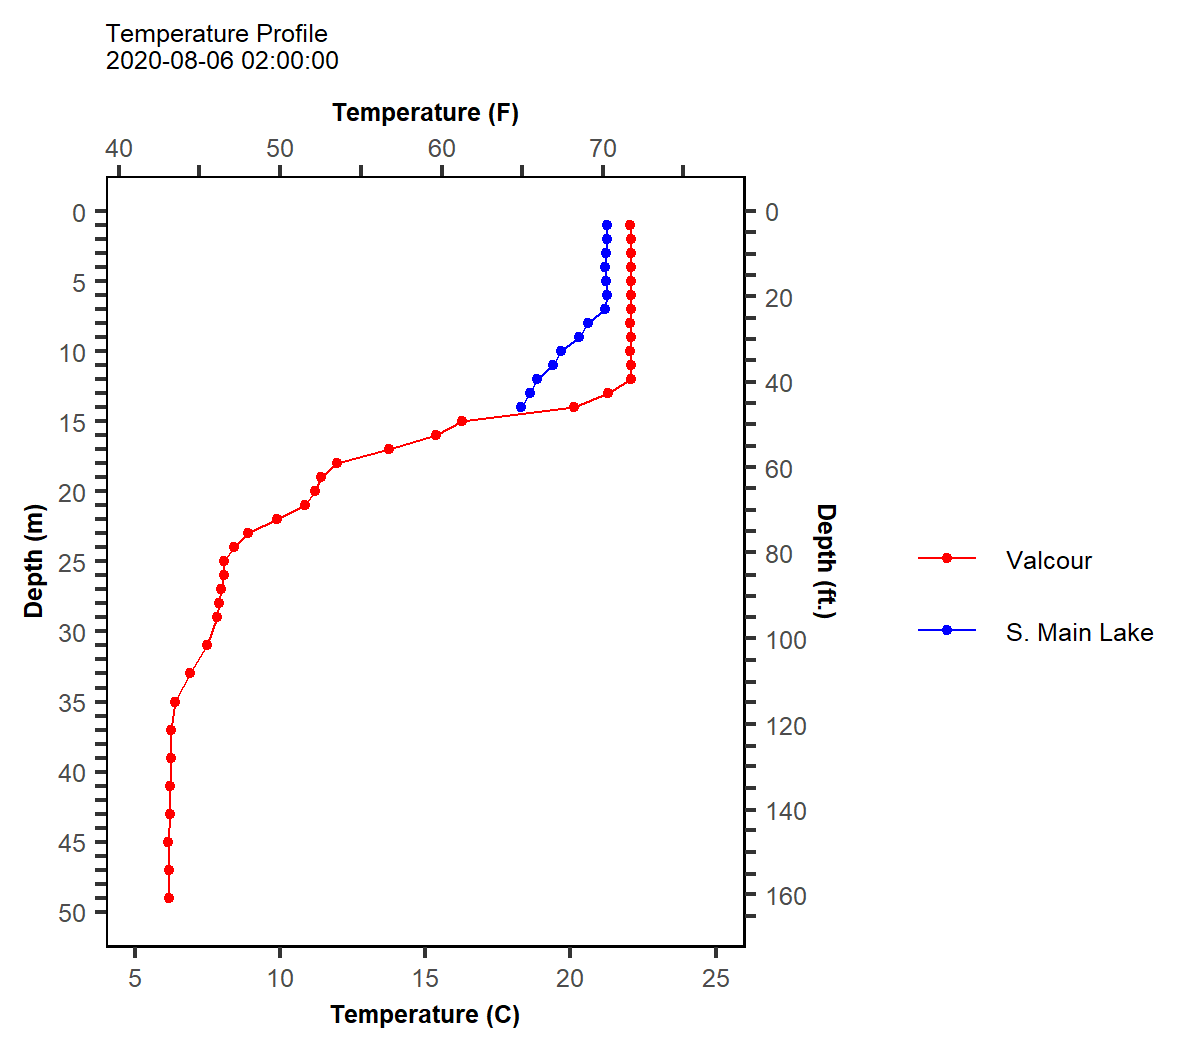 Temperature Profile
2020-08-06 02:00:00
Temperature (F)
40 50 60 70
0
5
10
15
20
25
30
35
40
45
50
Depth (m)
0
20
40
60
80
100
120
140
160
Depth (ft.)
Valcour
S. Main Lake
5 10 15 20 25
Temperature (C)